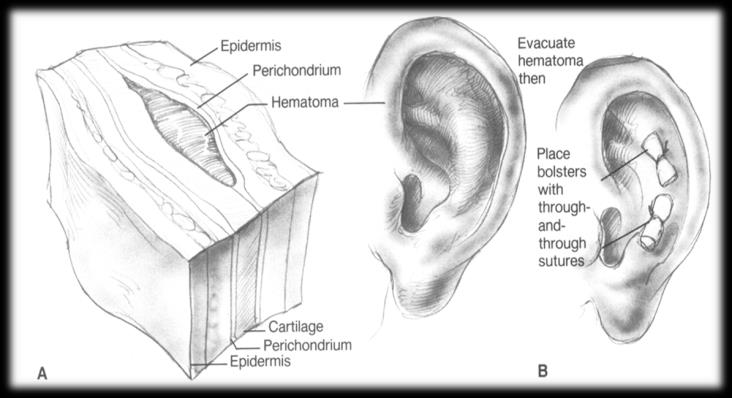 Epidermis
Perichondrium
Hematoma
Cartilage
Perichondrium
Epidermis
A
Evacuate
hematoma
then
Place
bolsters
with
through-
and-
through
sutures
B